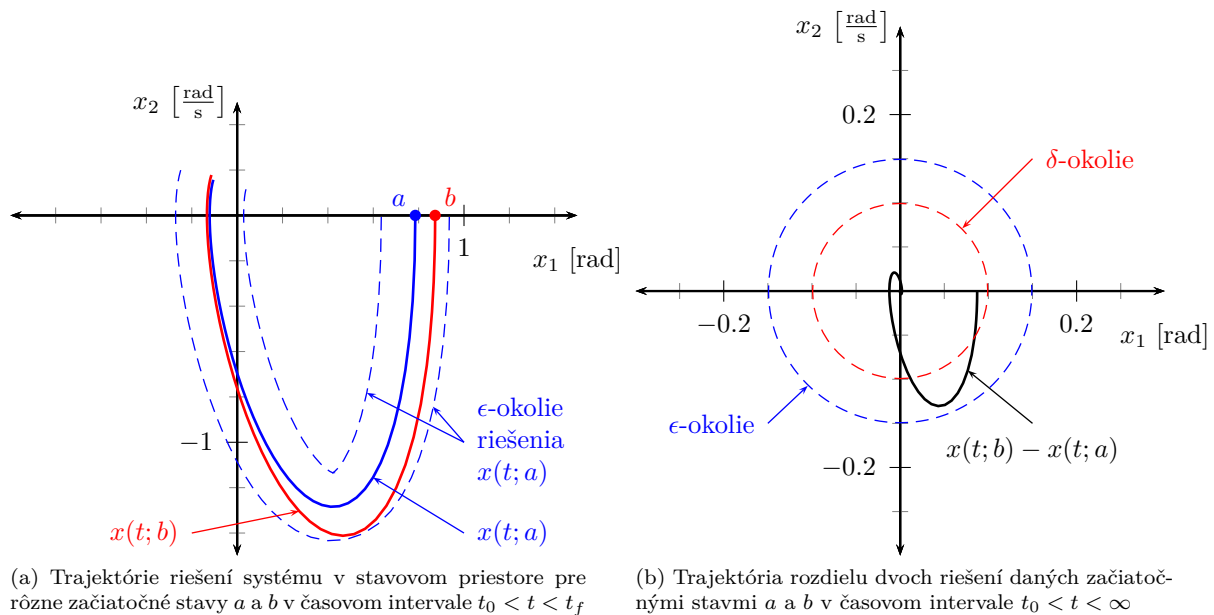 x₂ [rad/s]
a
b
1
x₁ [rad]
−1
ϵ-okolie
riešenia
x(t; a)
x(t; b)
x(t; a)
(a) Trajektórie riešení systému v stavovom priestore pre
rôzne začiatočné stavy a a b v časovom intervale t₀ < t < t_f
x₂ [rad/s]
0.2
δ-okolie
−0.2
0.2
x₁ [rad]
ϵ-okolie
x(t; b) − x(t; a)
−0.2
(b) Trajektória rozdielu dvoch riešení daných začiatoč-
nými stavmi a a b v časovom intervale t₀ < t < ∞